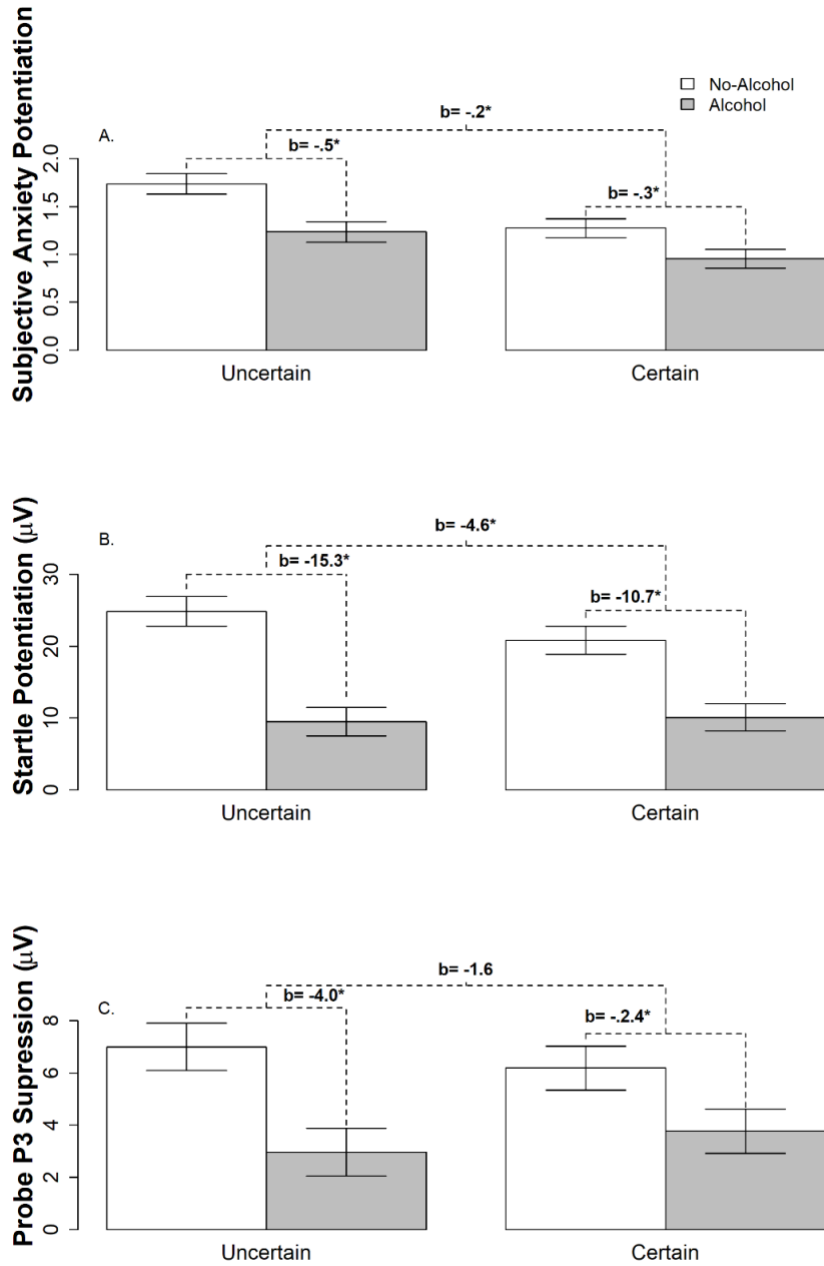 No-Alcohol
Alcohol
Subjective Anxiety Potentiation
A.
b= -.2*
b= -.5*
b= -.3*
2.0
1.5
1.0
0.5
0.0
Uncertain
Certain
Startle Potentiation (μV)
B.
b= -4.6*
b= -15.3*
b= -10.7*
30
20
10
0
Uncertain
Certain
Probe P3 Supression (μV)
C.
b= -1.6
b= -4.0*
b= -.2.4*
8
6
4
2
0
Uncertain
Certain